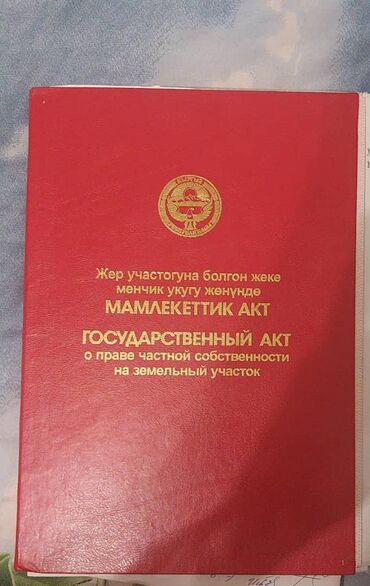 Жер участогуна болгон жеке
менчик укугу жөнүндө
МАМЛЕКЕТТИК АКТ
ГОСУДАРСТВЕННЫЙ АКТ
о праве частной собственности
на земельный участок